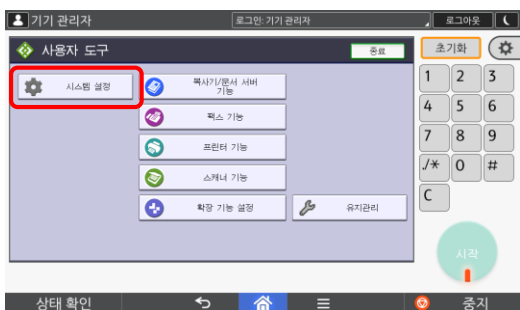 기기 관리자
로그인: 기기 관리자
로그아웃
사용자 도구
종료
초기화
시스템 설정
복사기/문서 서버
기능
팩스 기능
프린터 기능
스캐너 기능
확장 기능 설정
유지관리
1 2 3
4 5 6
7 8 9
./* 0 #
C
시작
상태 확인
중지